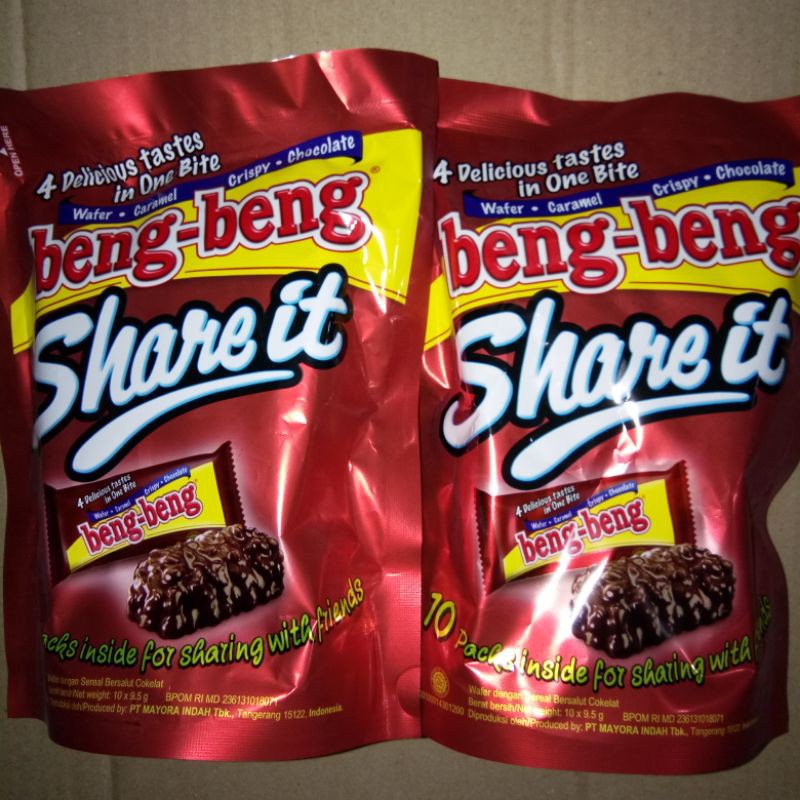 OPEN HERE
4 Delicious tastes
in One Bite
Wafer • Caramel Crispy • Chocolate
beng-beng®
Share it
4 Delicious tastes
in One Bite
Wafer • Caramel Crispy • Chocolate
beng-beng
Packs inside for sharing with friends
Wafer dengan Sereal Bersalut Cokelat
bersih/Net weight: 10 x 9.5 g BPOM RI MD 236131018071
oleh/Produced by: PT MAYORA INDAH Tbk., Tangerang 15122, Indonesia.
4 Delicious tastes
in One Bite
Wafer • Caramel Crispy • Chocolate
beng-beng
Share it
4 Delicious tastes
in One Bite
Wafer • Caramel Crispy • Chocolate
beng-beng
10 Packs inside for sharing with
Wafer dengan Sereal Bersalut Cokelat
Berat bersih/Net weight: 10 x 9.5 g BPOM RI MD 236131018071
Diproduksi oleh/Produced by: PT MAYORA INDAH Tbk., Tangerang 15122 Indonesia.